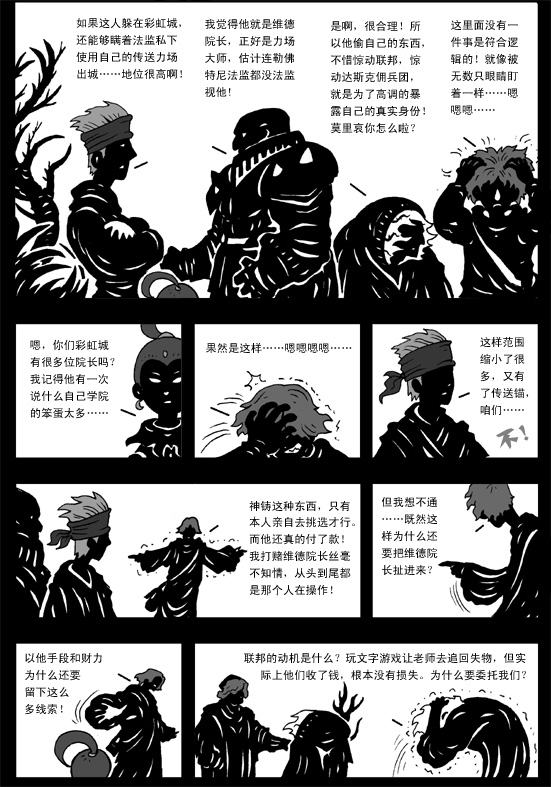 如果这人躲在彩虹城，
还能够瞒着法监私下
使用自己的传送力场
出城……地位很高啊！
我觉得他就是维德
院长，正好是力场
大师，估计连勒佛
特尼法监都没法监
视他！
是啊，很合理！所
以他偷自己的东西，
不惜惊动联邦，惊
动达斯克佣兵团，
就是为了高调的暴
露自己的真实身份！
莫里哀你怎么啦？
这里面没有一
件事是符合逻
辑的！就像被
无数只眼睛盯
着一样……嗯
嗯嗯……
嗯，你们彩虹城
有很多位院长吗？
我记得他有一次
说什么自己学院
的笨蛋太多……
果然是这样……嗯嗯嗯嗯……
这样范围
缩小了很
多，又有
了传送锚，
咱们……
不！
神铸这种东西，只有
本人亲自去挑选才行。
而他还真的付了款！
我打赌维德院长丝毫
不知情，从头到尾都
是那个人在操作！
但我想不通
……既然这
样为什么还
要把维德院
长扯进来？
以他手段和财力
为什么还要
留下这么
多线索！
联邦的动机是什么？玩文字游戏让老师去追回失物，但实
际上他们收了钱，根本没有损失。为什么要委托我们？